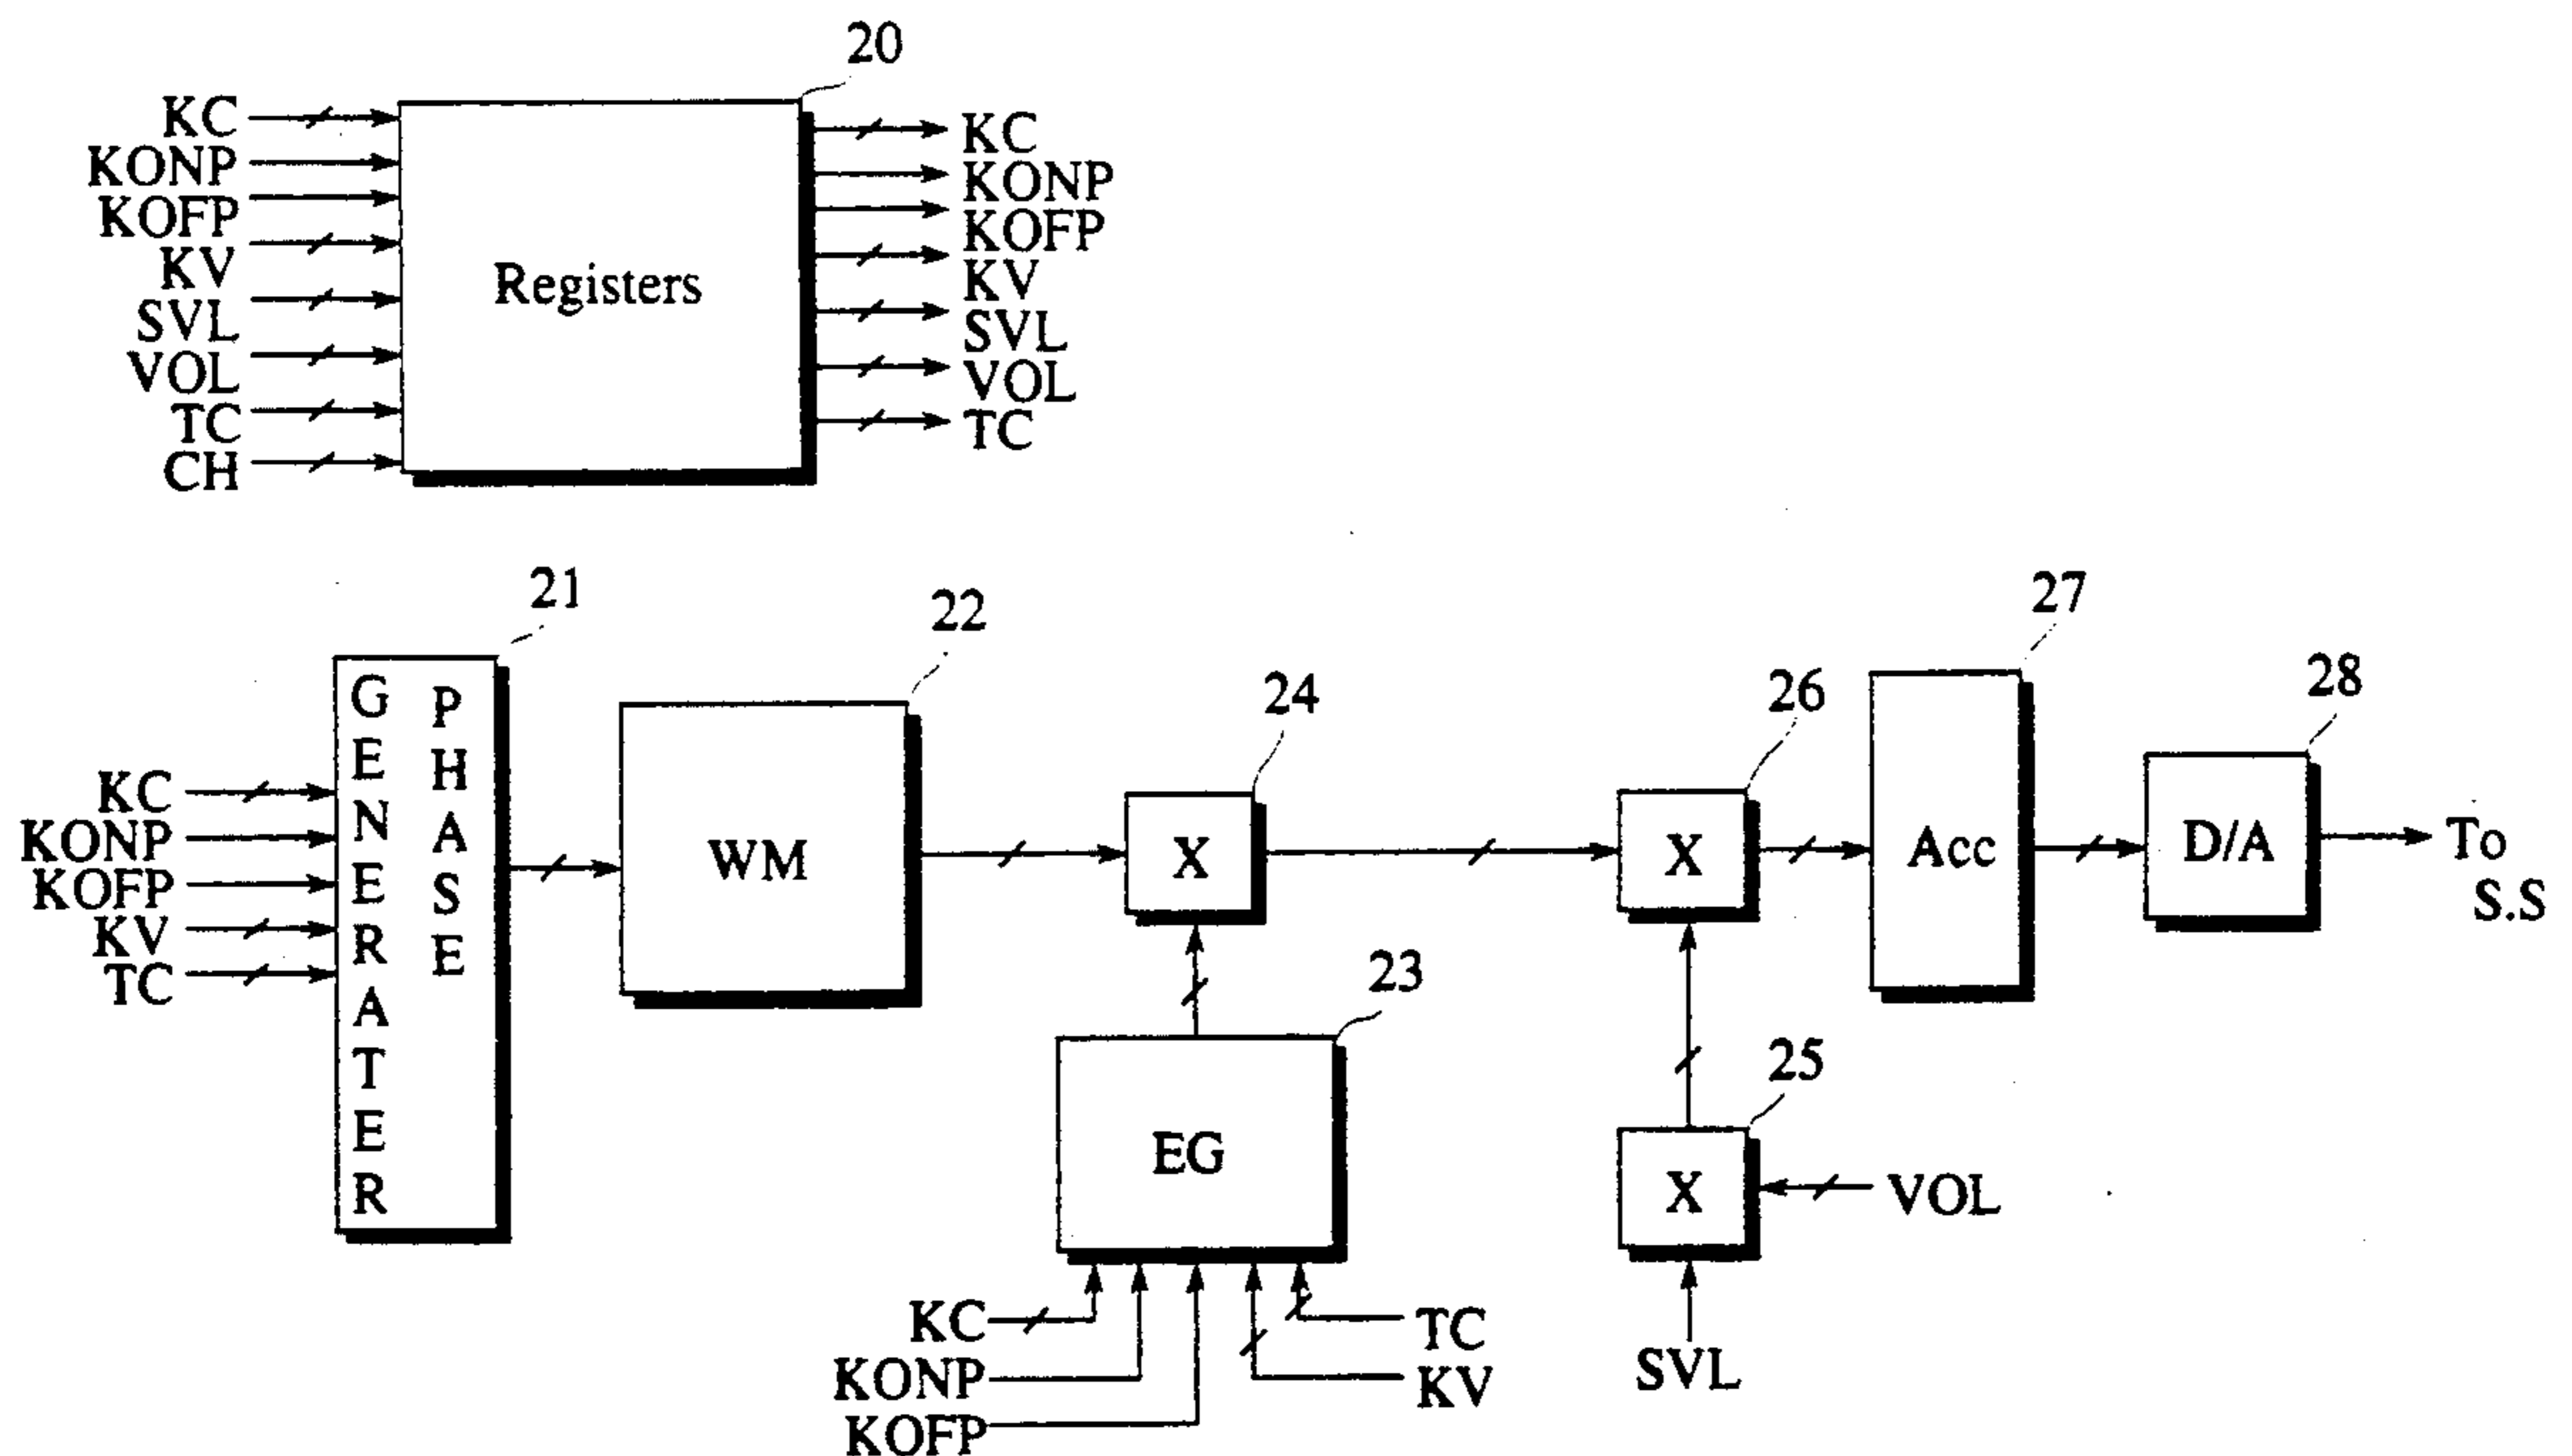 20
KC
KONP
KOFP
KV
SVL
VOL
TC
CH
Registers
KC
KONP
KOFP
KV
SVL
VOL
TC
21
22
24
26
27
28
PHASE
GENERATER
KC
KONP
KOFP
KV
TC
WM
X
X
Acc
D/A
To
S.S
23
25
EG
X
VOL
KC
KONP
KOFP
TC
KV
SVL